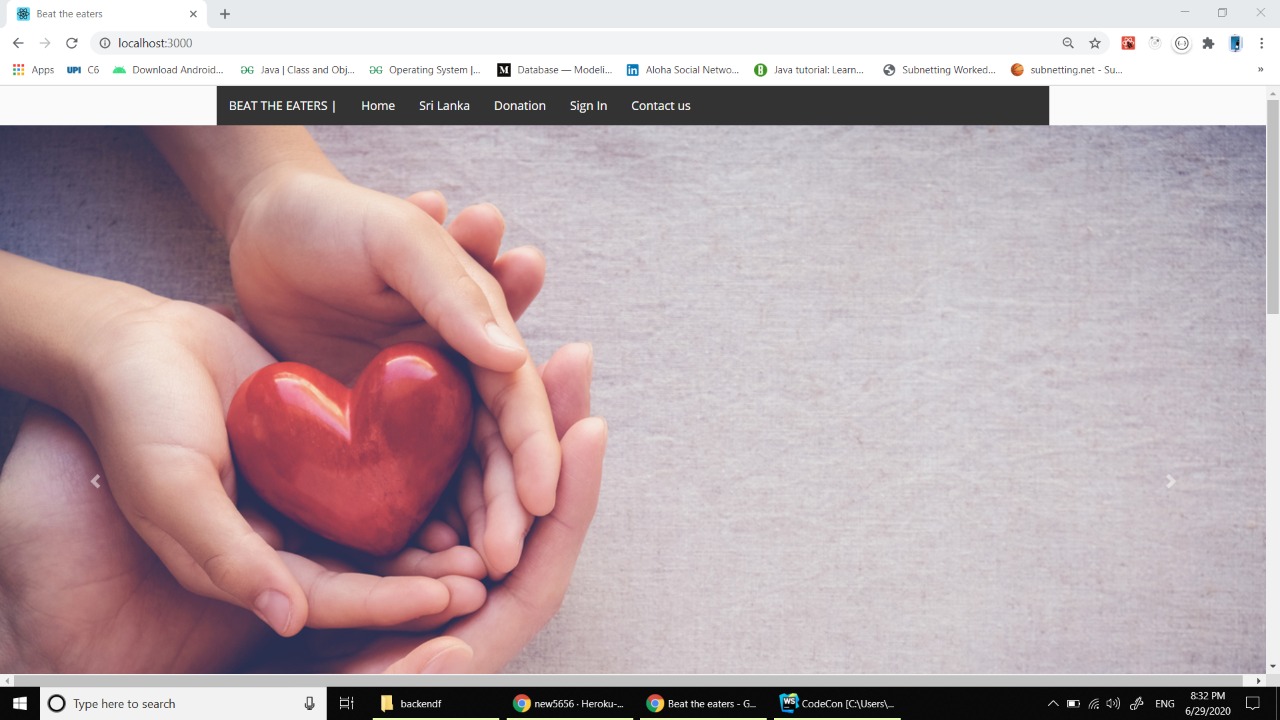 Beat the eaters
localhost:3000
Apps UPI C6 Download Android... Java | Class and Obj... Operating System |... Database — Modeli... Aloha Social Netwo... Java tutorial: Learn... Subnetting Worked... subnetting.net - Su... »
BEAT THE EATERS | Home Sri Lanka Donation Sign In Contact us
Type here to search backendf new5656 · Heroku-... Beat the eaters - G... WS CodeCon [C:\Users\... ENG 8:32 PM
6/29/2020